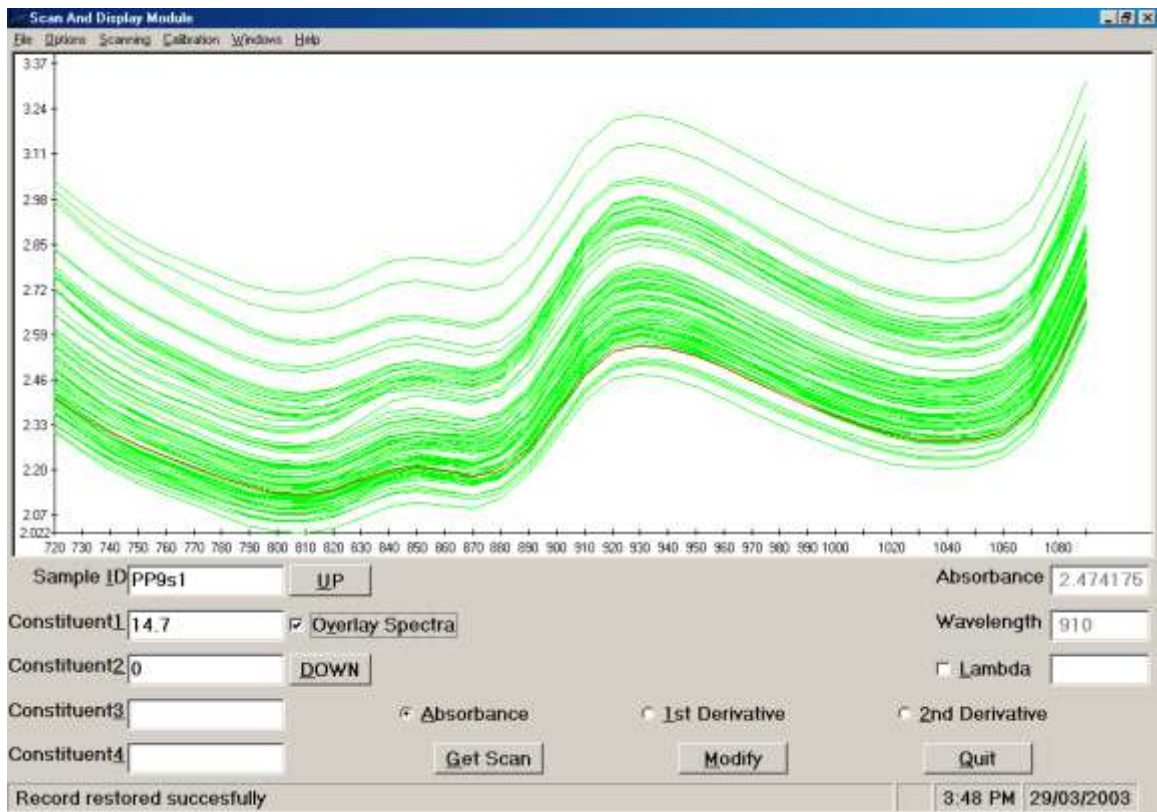 Scan And Display Module
File Options Scanning Calibration Windows Help
3.37
3.24
3.11
2.98
2.85
2.72
2.59
2.46
2.33
2.20
2.07
2.022
720 730 740 750 760 770 780 790 800 810 820 830 840 850 860 870 880 890 900 910 920 930 940 950 960 970 980 990 1000 1020 1040 1060 1080
Sample ID PP9s1 UP Absorbance 2.474175
Constituent1 14.7 Overlay Spectra Wavelength 910
Constituent2 0 DOWN Lambda
Constituent3 Absorbance 1st Derivative 2nd Derivative
Constituent4 Get Scan Modify Quit
Record restored succesfully 3:48 PM 29/03/2003